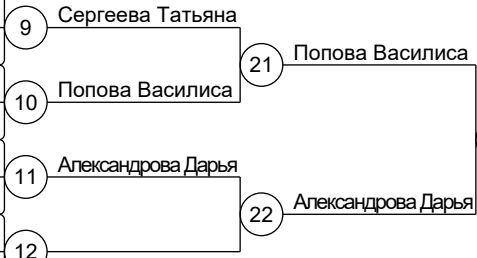 9 Сергеева Татьяна
21 Попова Василиса
10 Попова Василиса
11 Александрова Дарья
22 Александрова Дарья
12